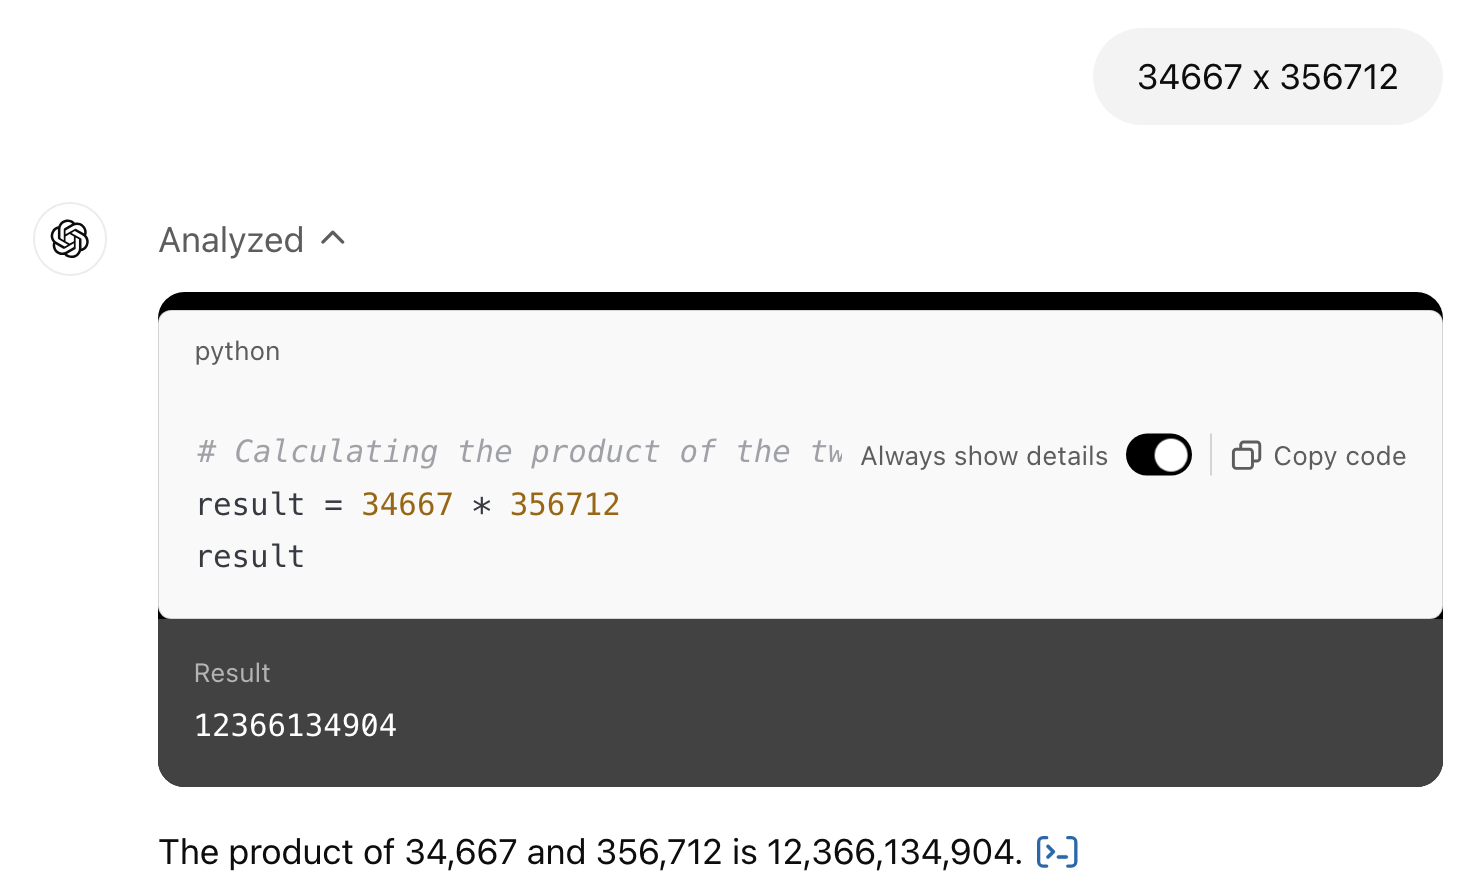 34667 x 356712
Analyzed
python
# Calculating the product of the tw
Always show details
Copy code
result = 34667 * 356712
result
Result
12366134904
The product of 34,667 and 356,712 is 12,366,134,904. [>_]